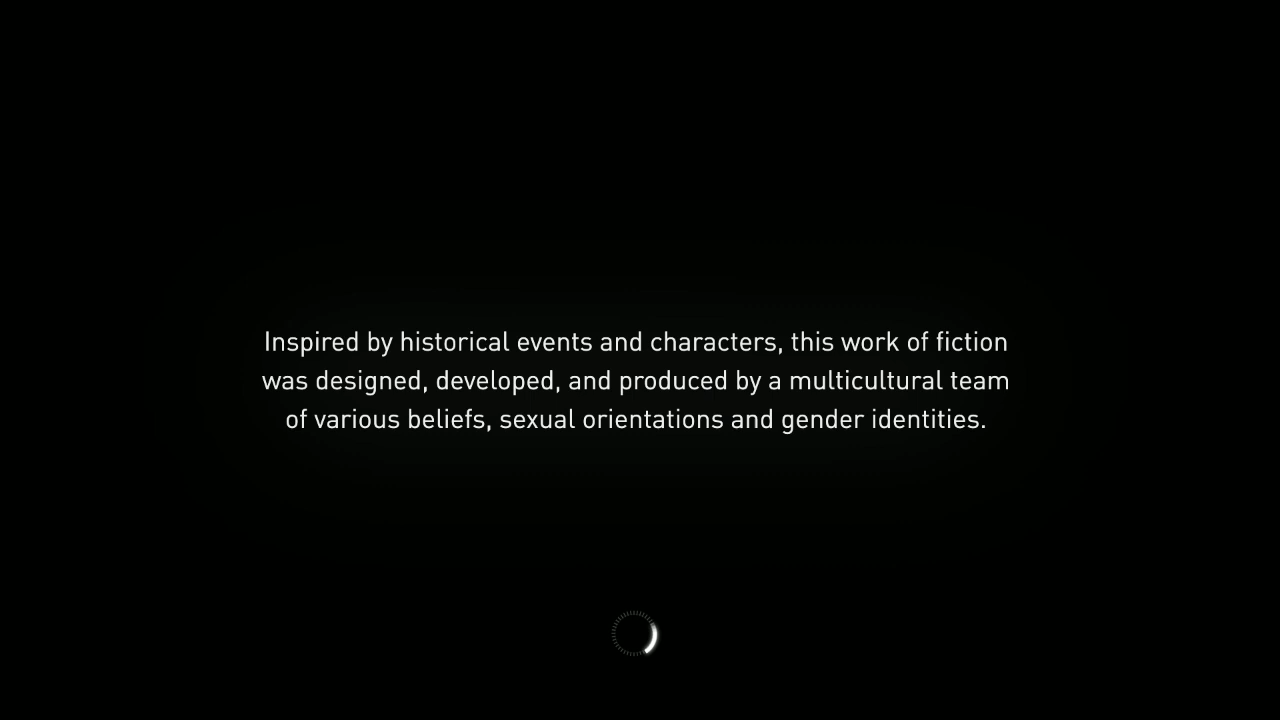 Inspired by historical events and characters, this work of fiction
was designed, developed, and produced by a multicultural team
of various beliefs, sexual orientations and gender identities.